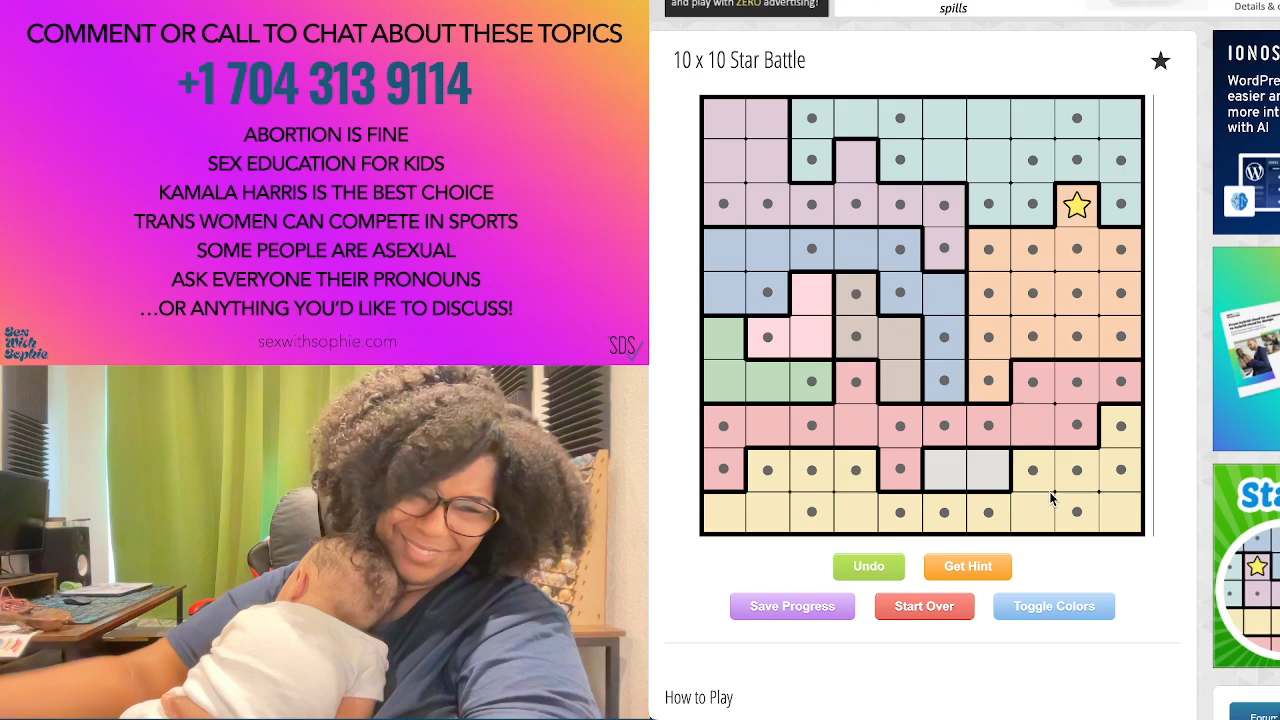 COMMENT OR CALL TO CHAT ABOUT THESE TOPICS
+1 704 313 9114
ABORTION IS FINE
SEX EDUCATION FOR KIDS
KAMALA HARRIS IS THE BEST CHOICE
TRANS WOMEN CAN COMPETE IN SPORTS
SOME PEOPLE ARE ASEXUAL
ASK EVERYONE THEIR PRONOUNS
…OR ANYTHING YOU'D LIKE TO DISCUSS!
sexwithsophie.com
Sex
With
Sophie
SDS
and play with ZERO advertising!
spills
Details &
10 x 10 Star Battle
Undo
Get Hint
Save Progress
Start Over
Toggle Colors
How to Play
IONOS
WordPre
easier an
more int
with AI
Sta
Forum